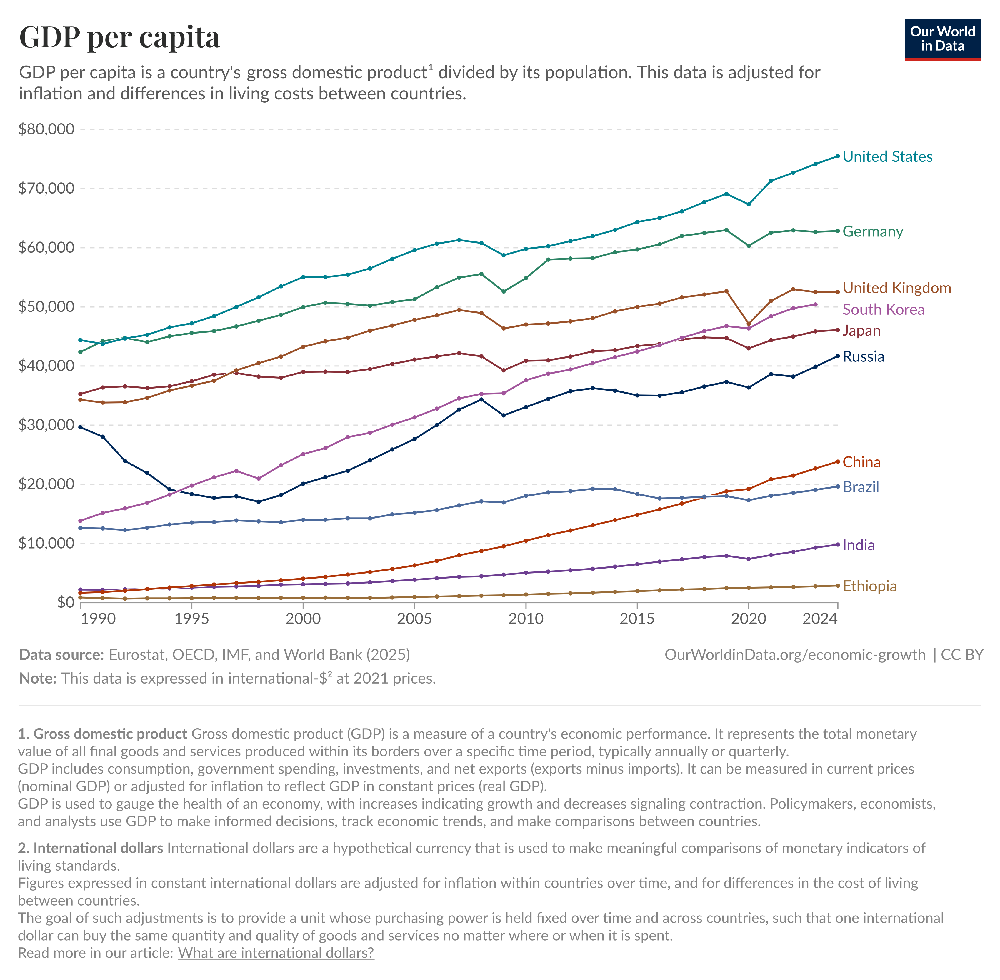 GDP per capita
Our World
in Data
GDP per capita is a country's gross domestic product¹ divided by its population. This data is adjusted for
inflation and differences in living costs between countries.
$80,000
$70,000
$60,000
$50,000
$40,000
$30,000
$20,000
$10,000
$0
United States
Germany
United Kingdom
South Korea
Japan
Russia
China
Brazil
India
Ethiopia
1990 1995 2000 2005 2010 2015 2020 2024
Data source: Eurostat, OECD, IMF, and World Bank (2025)
OurWorldinData.org/economic-growth | CC BY
Note: This data is expressed in international-$² at 2021 prices.
1. Gross domestic product Gross domestic product (GDP) is a measure of a country's economic performance. It represents the total monetary
value of all final goods and services produced within its borders over a specific time period, typically annually or quarterly.
GDP includes consumption, government spending, investments, and net exports (exports minus imports). It can be measured in current prices
(nominal GDP) or adjusted for inflation to reflect GDP in constant prices (real GDP).
GDP is used to gauge the health of an economy, with increases indicating growth and decreases signaling contraction. Policymakers, economists,
and analysts use GDP to make informed decisions, track economic trends, and make comparisons between countries.
2. International dollars International dollars are a hypothetical currency that is used to make meaningful comparisons of monetary indicators of
living standards.
Figures expressed in constant international dollars are adjusted for inflation within countries over time, and for differences in the cost of living
between countries.
The goal of such adjustments is to provide a unit whose purchasing power is held fixed over time and across countries, such that one international
dollar can buy the same quantity and quality of goods and services no matter where or when it is spent.
Read more in our article: What are international dollars?